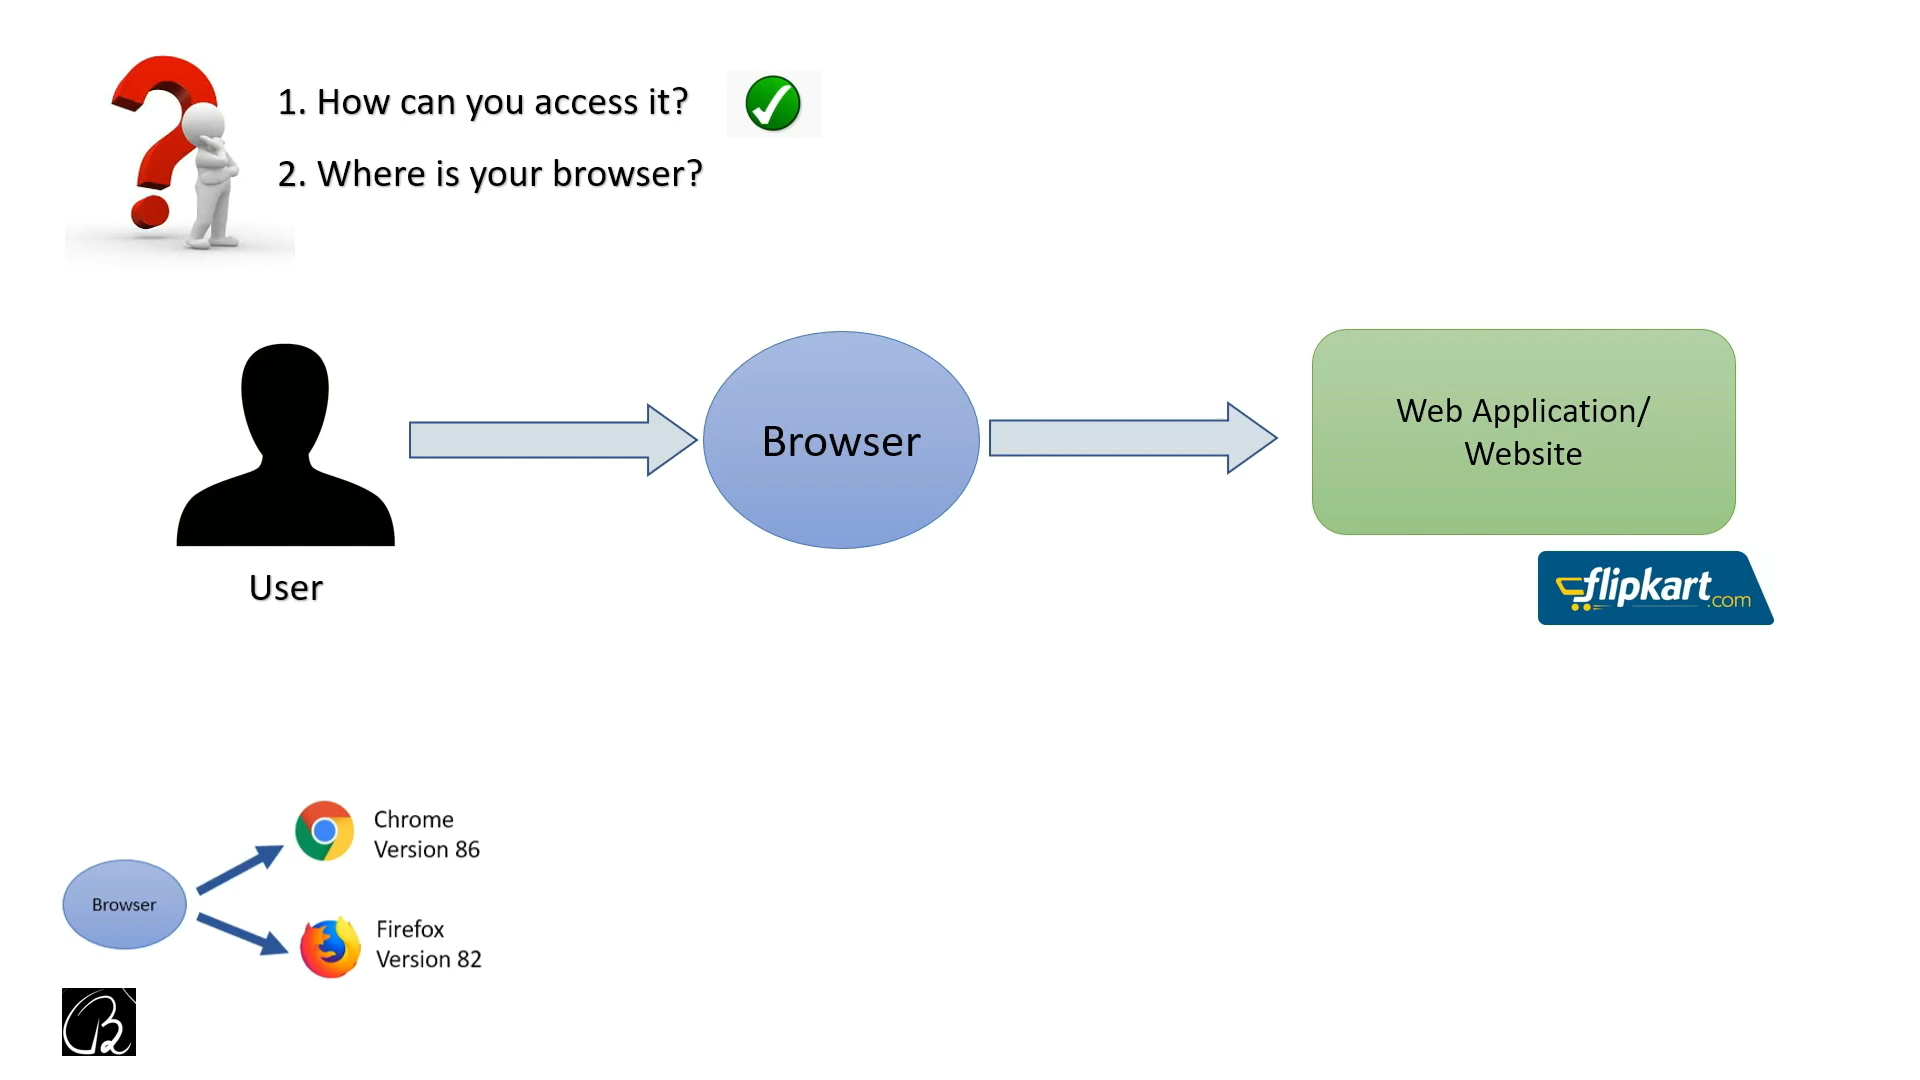 1. How can you access it?
2. Where is your browser?
Browser
Web Application/
Website
User
flipkart.com
Chrome
Version 86
Browser
Firefox
Version 82